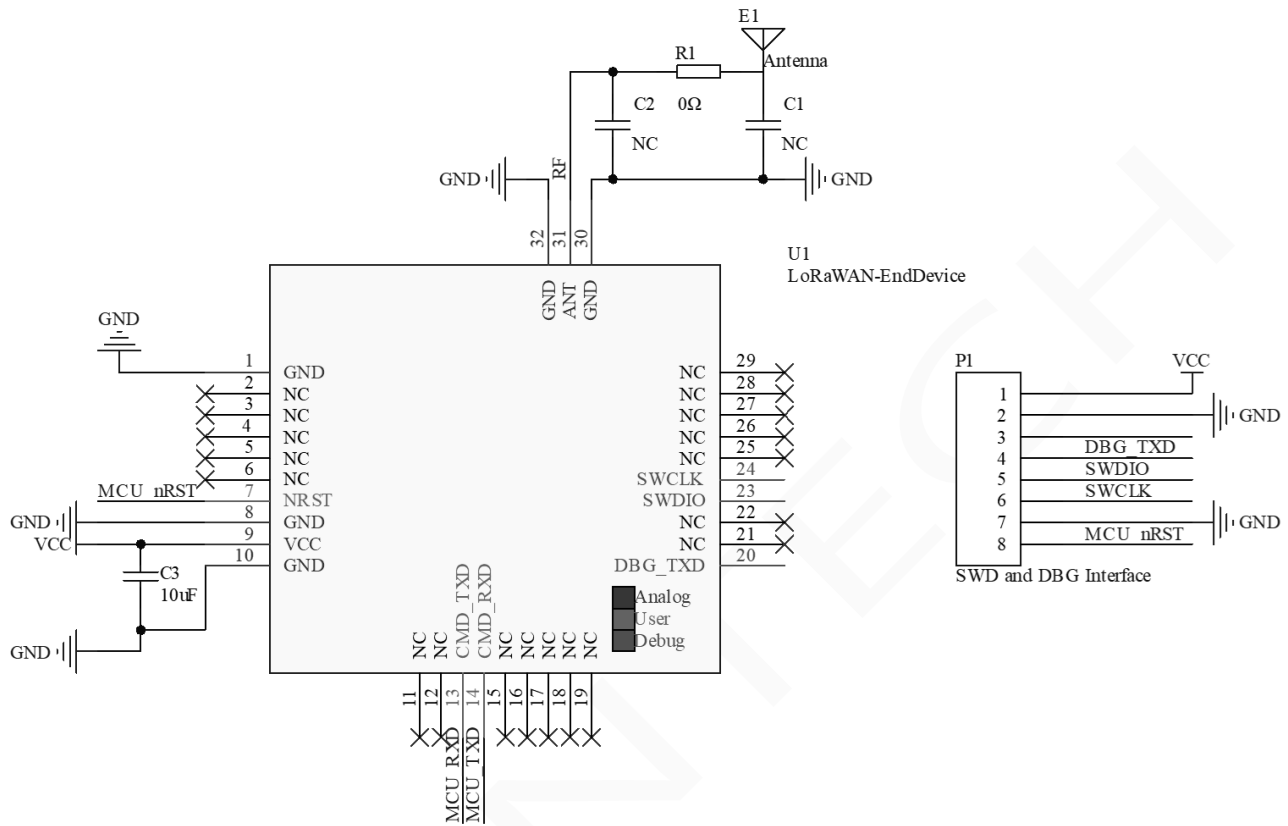 E1
R1
Antenna
C2
0Ω
C1
NC
NC
RF
GND
GND
32
31
30
U1
LoRaWAN-EndDevice
GND
ANT
GND
GND
1
GND
2
NC
3
NC
4
NC
5
NC
6
NC
MCU_nRST
7
NRST
GND
8
GND
VCC
9
VCC
10
GND
C3
10uF
GND
29
NC
28
NC
27
NC
26
NC
25
NC
24
SWCLK
23
SWDIO
22
NC
21
NC
20
DBG_TXD
Analog
User
Debug
NC
NC
CMD_TXD
CMD_RXD
NC
NC
NC
NC
NC
11
12
13
14
15
16
17
18
19
MCU_RXD
MCU_TXD
P1
VCC
1
2
GND
3
DBG_TXD
4
SWDIO
5
SWCLK
6
7
GND
MCU_nRST
8
SWD and DBG Interface
NTECH